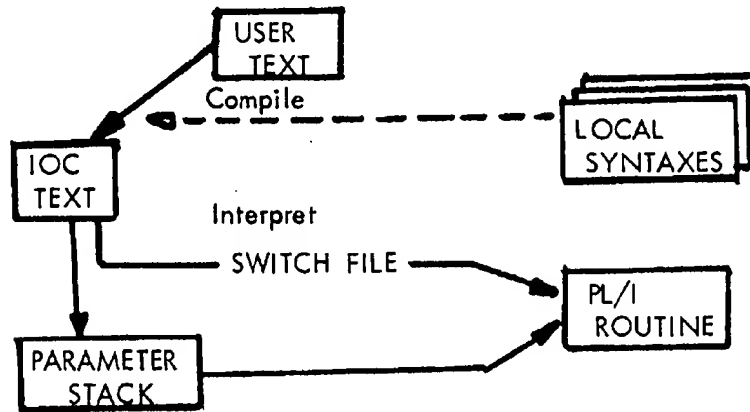 USER
TEXT
Compile
LOCAL
SYNTAXES
IOC
TEXT
Interpret
SWITCH FILE
PL/I
ROUTINE
PARAMETER
STACK